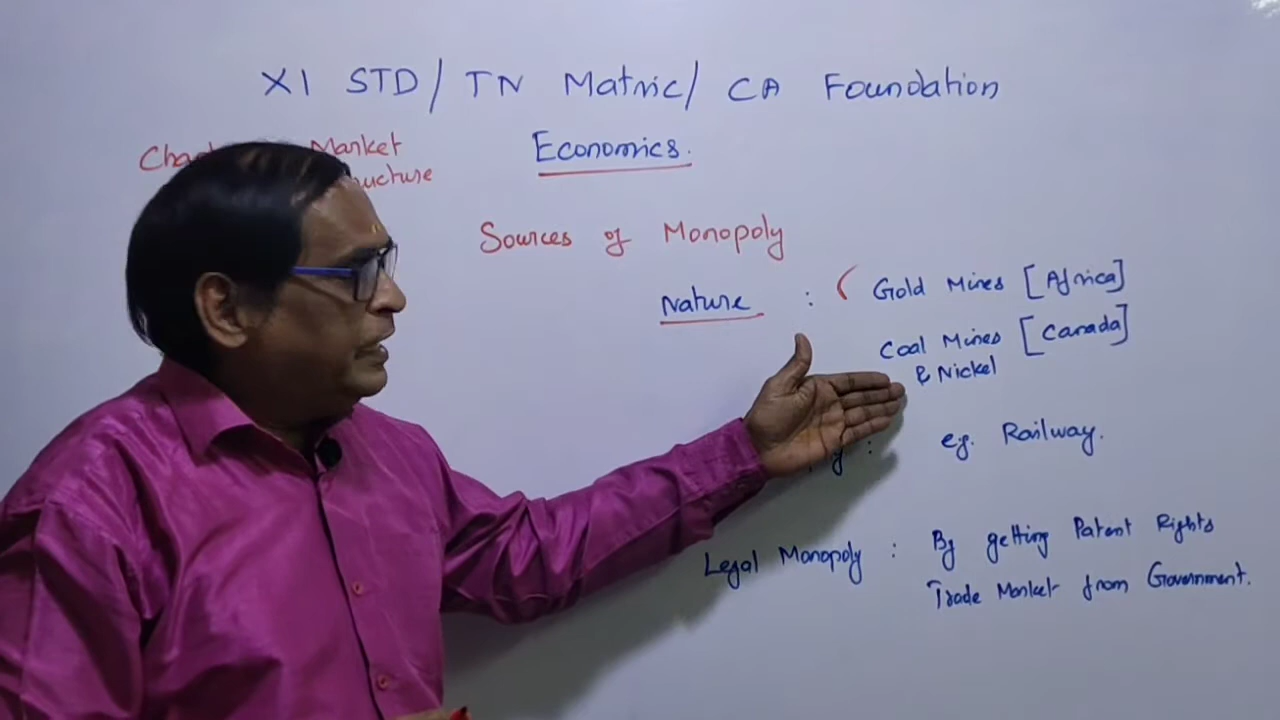 XI STD / TN Matric / CA Foundation
Economics.
Market
Sources of Monopoly
Nature : ( Gold Mines [Africa]
Coal Mines [Canada]
& Nickel
: eg. Railway.
Legal Monopoly : By getting Patent Rights
Trade Market from Government.